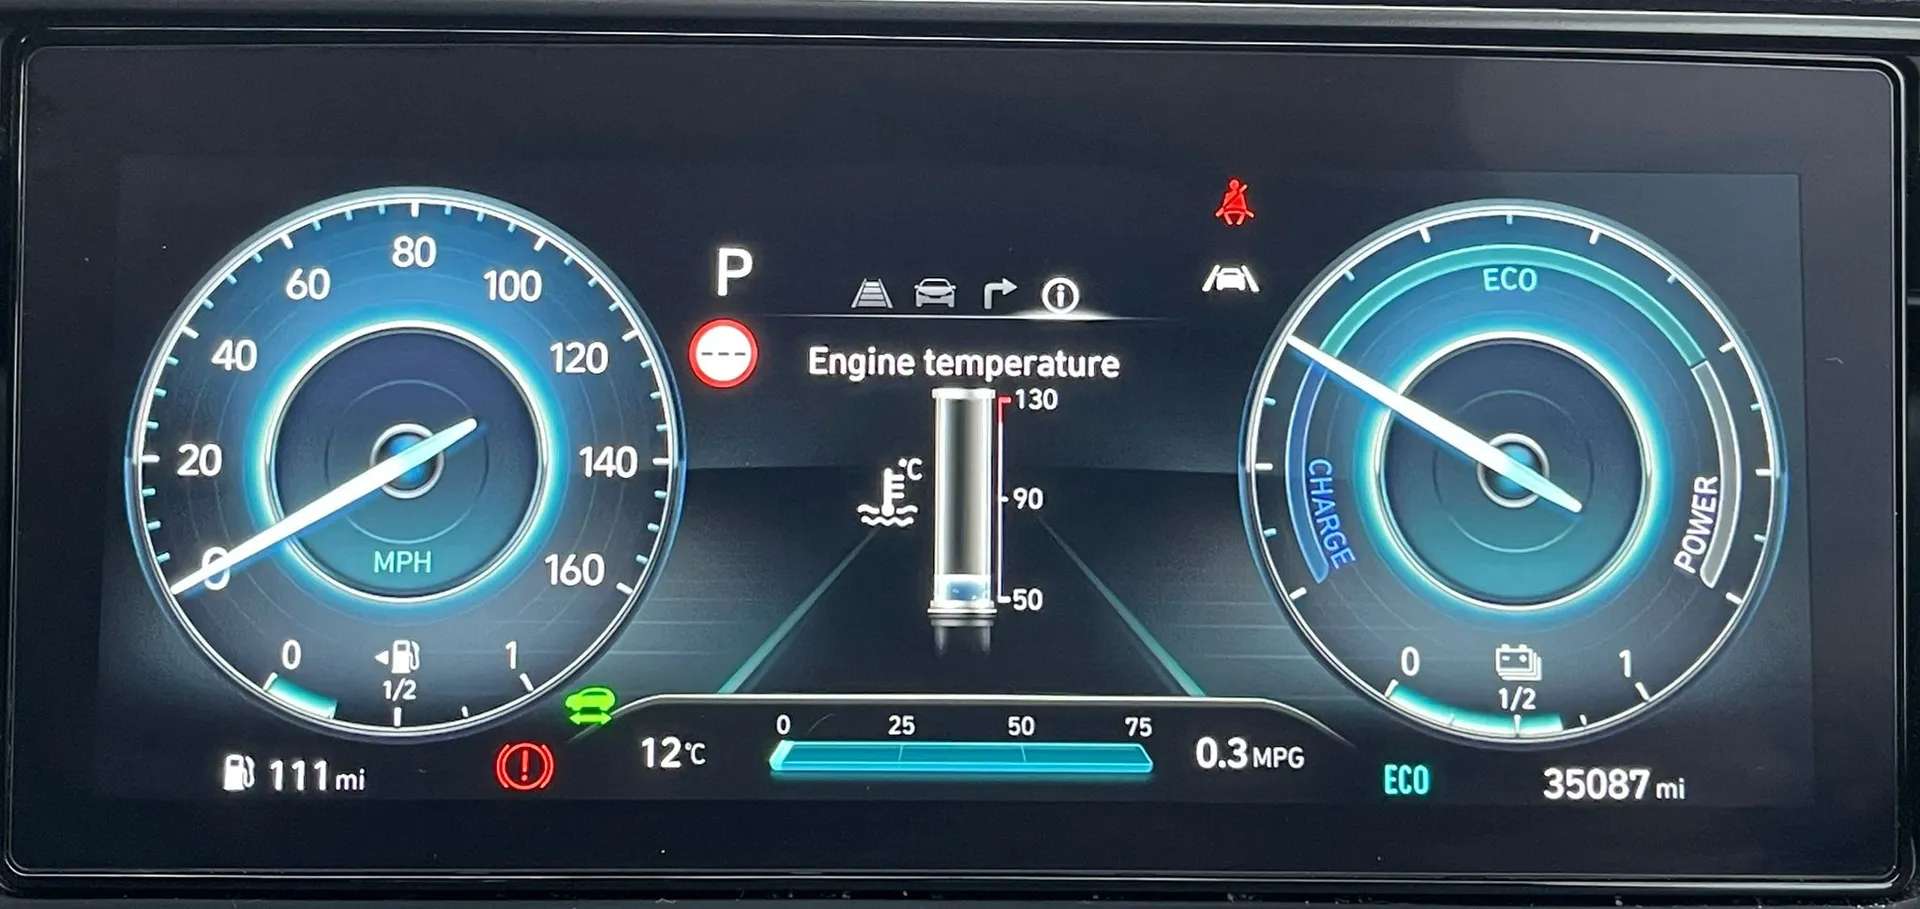 80
60
100
40
120
20
140
0
160
MPH
0
1
1/2
111 mi
P
---
Engine temperature
130
°C
90
50
12°C
0 25 50 75
0.3 MPG
ECO
CHARGE
POWER
0
1
1/2
ECO
35087 mi